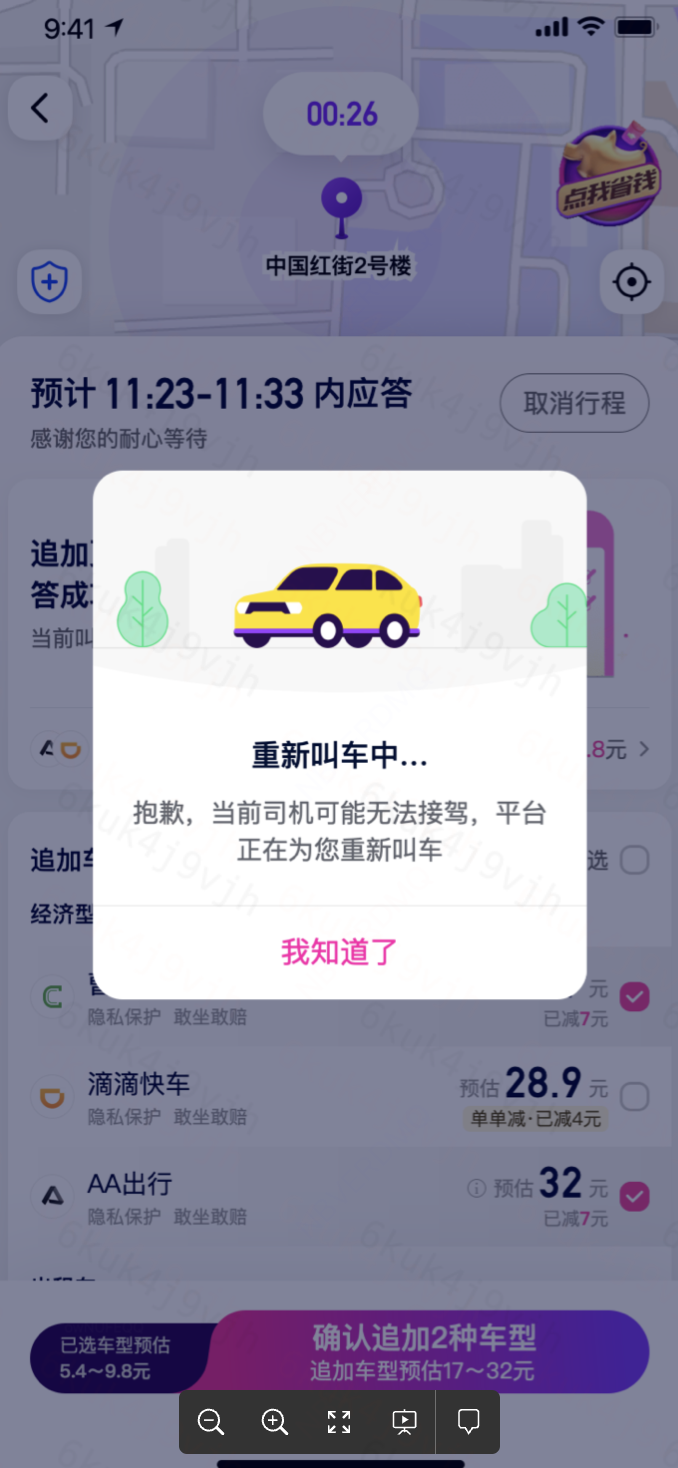 9:41
00:26
点我省钱
中国红街2号楼
预计 11:23-11:33 内应答
取消行程
感谢您的耐心等待
追加
答成
当前叫
.8元
重新叫车中...
抱歉，当前司机可能无法接驾，平台
正在为您重新叫车
我知道了
追加车
选
经济型
元
隐私保护 敢坐敢赔
已减7元
滴滴快车
预估 28.9 元
隐私保护 敢坐敢赔
单单减·已减4元
AA出行
预估 32 元
隐私保护 敢坐敢赔
已减7元
已选车型预估
5.4～9.8元
确认追加2种车型
追加车型预估17～32元
6kuk4j9vjh